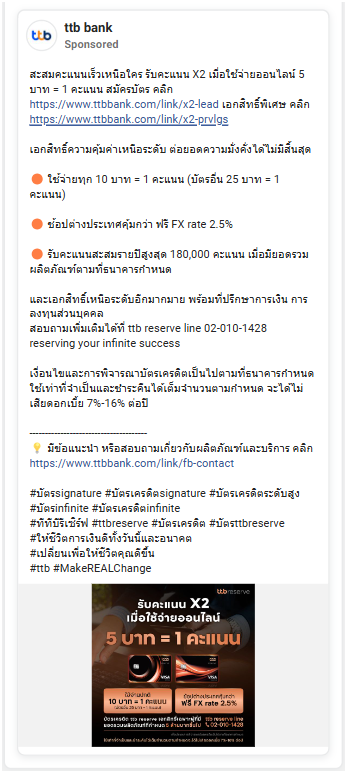 ttb
ttb bank
Sponsored
สะสมคะแนนเร็วเหนือใคร รับคะแนน X2 เมื่อใช้จ่ายออนไลน์ 5
บาท = 1 คะแนน สมัครบัตร คลิก
https://www.ttbbank.com/link/x2-lead เอกสิทธิ์พิเศษ คลิก
https://www.ttbbank.com/link/x2-prvlgs
เอกสิทธิ์ความคุ้มค่าเหนือระดับ ต่อยอดความมั่งคั่งได้ไม่มีสิ้นสุด
🟠 ใช้จ่ายทุก 10 บาท = 1 คะแนน (บัตรอื่น 25 บาท = 1
คะแนน)
🟠 ช้อปต่างประเทศคุ้มกว่า ฟรี FX rate 2.5%
🟠 รับคะแนนสะสมรายปีสูงสุด 180,000 คะแนน เมื่อมียอดรวม
ผลิตภัณฑ์ตามที่ธนาคารกำหนด
และเอกสิทธิ์เหนือระดับอีกมากมาย พร้อมที่ปรึกษาการเงิน การ
ลงทุนส่วนบุคคล
สอบถามเพิ่มเติมได้ที่ ttb reserve line 02-010-1428
reserving your infinite success
เงื่อนไขและการพิจารณาบัตรเครดิตเป็นไปตามที่ธนาคารกำหนด
ใช้เท่าที่จำเป็นและชำระคืนได้เต็มจำนวนตามกำหนด จะได้ไม่
เสียดอกเบี้ย 7%-16% ต่อปี
-------------------------------------
💡 มีข้อแนะนำ หรือสอบถามเกี่ยวกับผลิตภัณฑ์และบริการ คลิก
https://www.ttbbank.com/link/fb-contact
#บัตรsignature #บัตรเครดิตsignature #บัตรเครดิตระดับสูง
#บัตรinfinite #บัตรเครดิตinfinite
#ทีทีบีรีเซิร์ฟ #ttbreserve #บัตรเครดิต #บัตรttbreserve
#ให้ชีวิตการเงินดีทั้งวันนี้และอนาคต
#เปลี่ยนเพื่อให้ชีวิตคุณดีขึ้น
#ttb #MakeREALChange
ttb reserve
รับคะแนน X2
เมื่อใช้จ่ายออนไลน์
5 บาท = 1 คะแนน
VISA VISA
ใช้จ่ายปกติ
10 บาท = 1 คะแนน
ช้อปต่างประเทศคุ้มกว่า
ฟรี FX rate 2.5%
บัตรเครดิต ttb reserve เอกสิทธิ์เฉพาะผู้ที่มี
ttb reserve line
02-010-1428